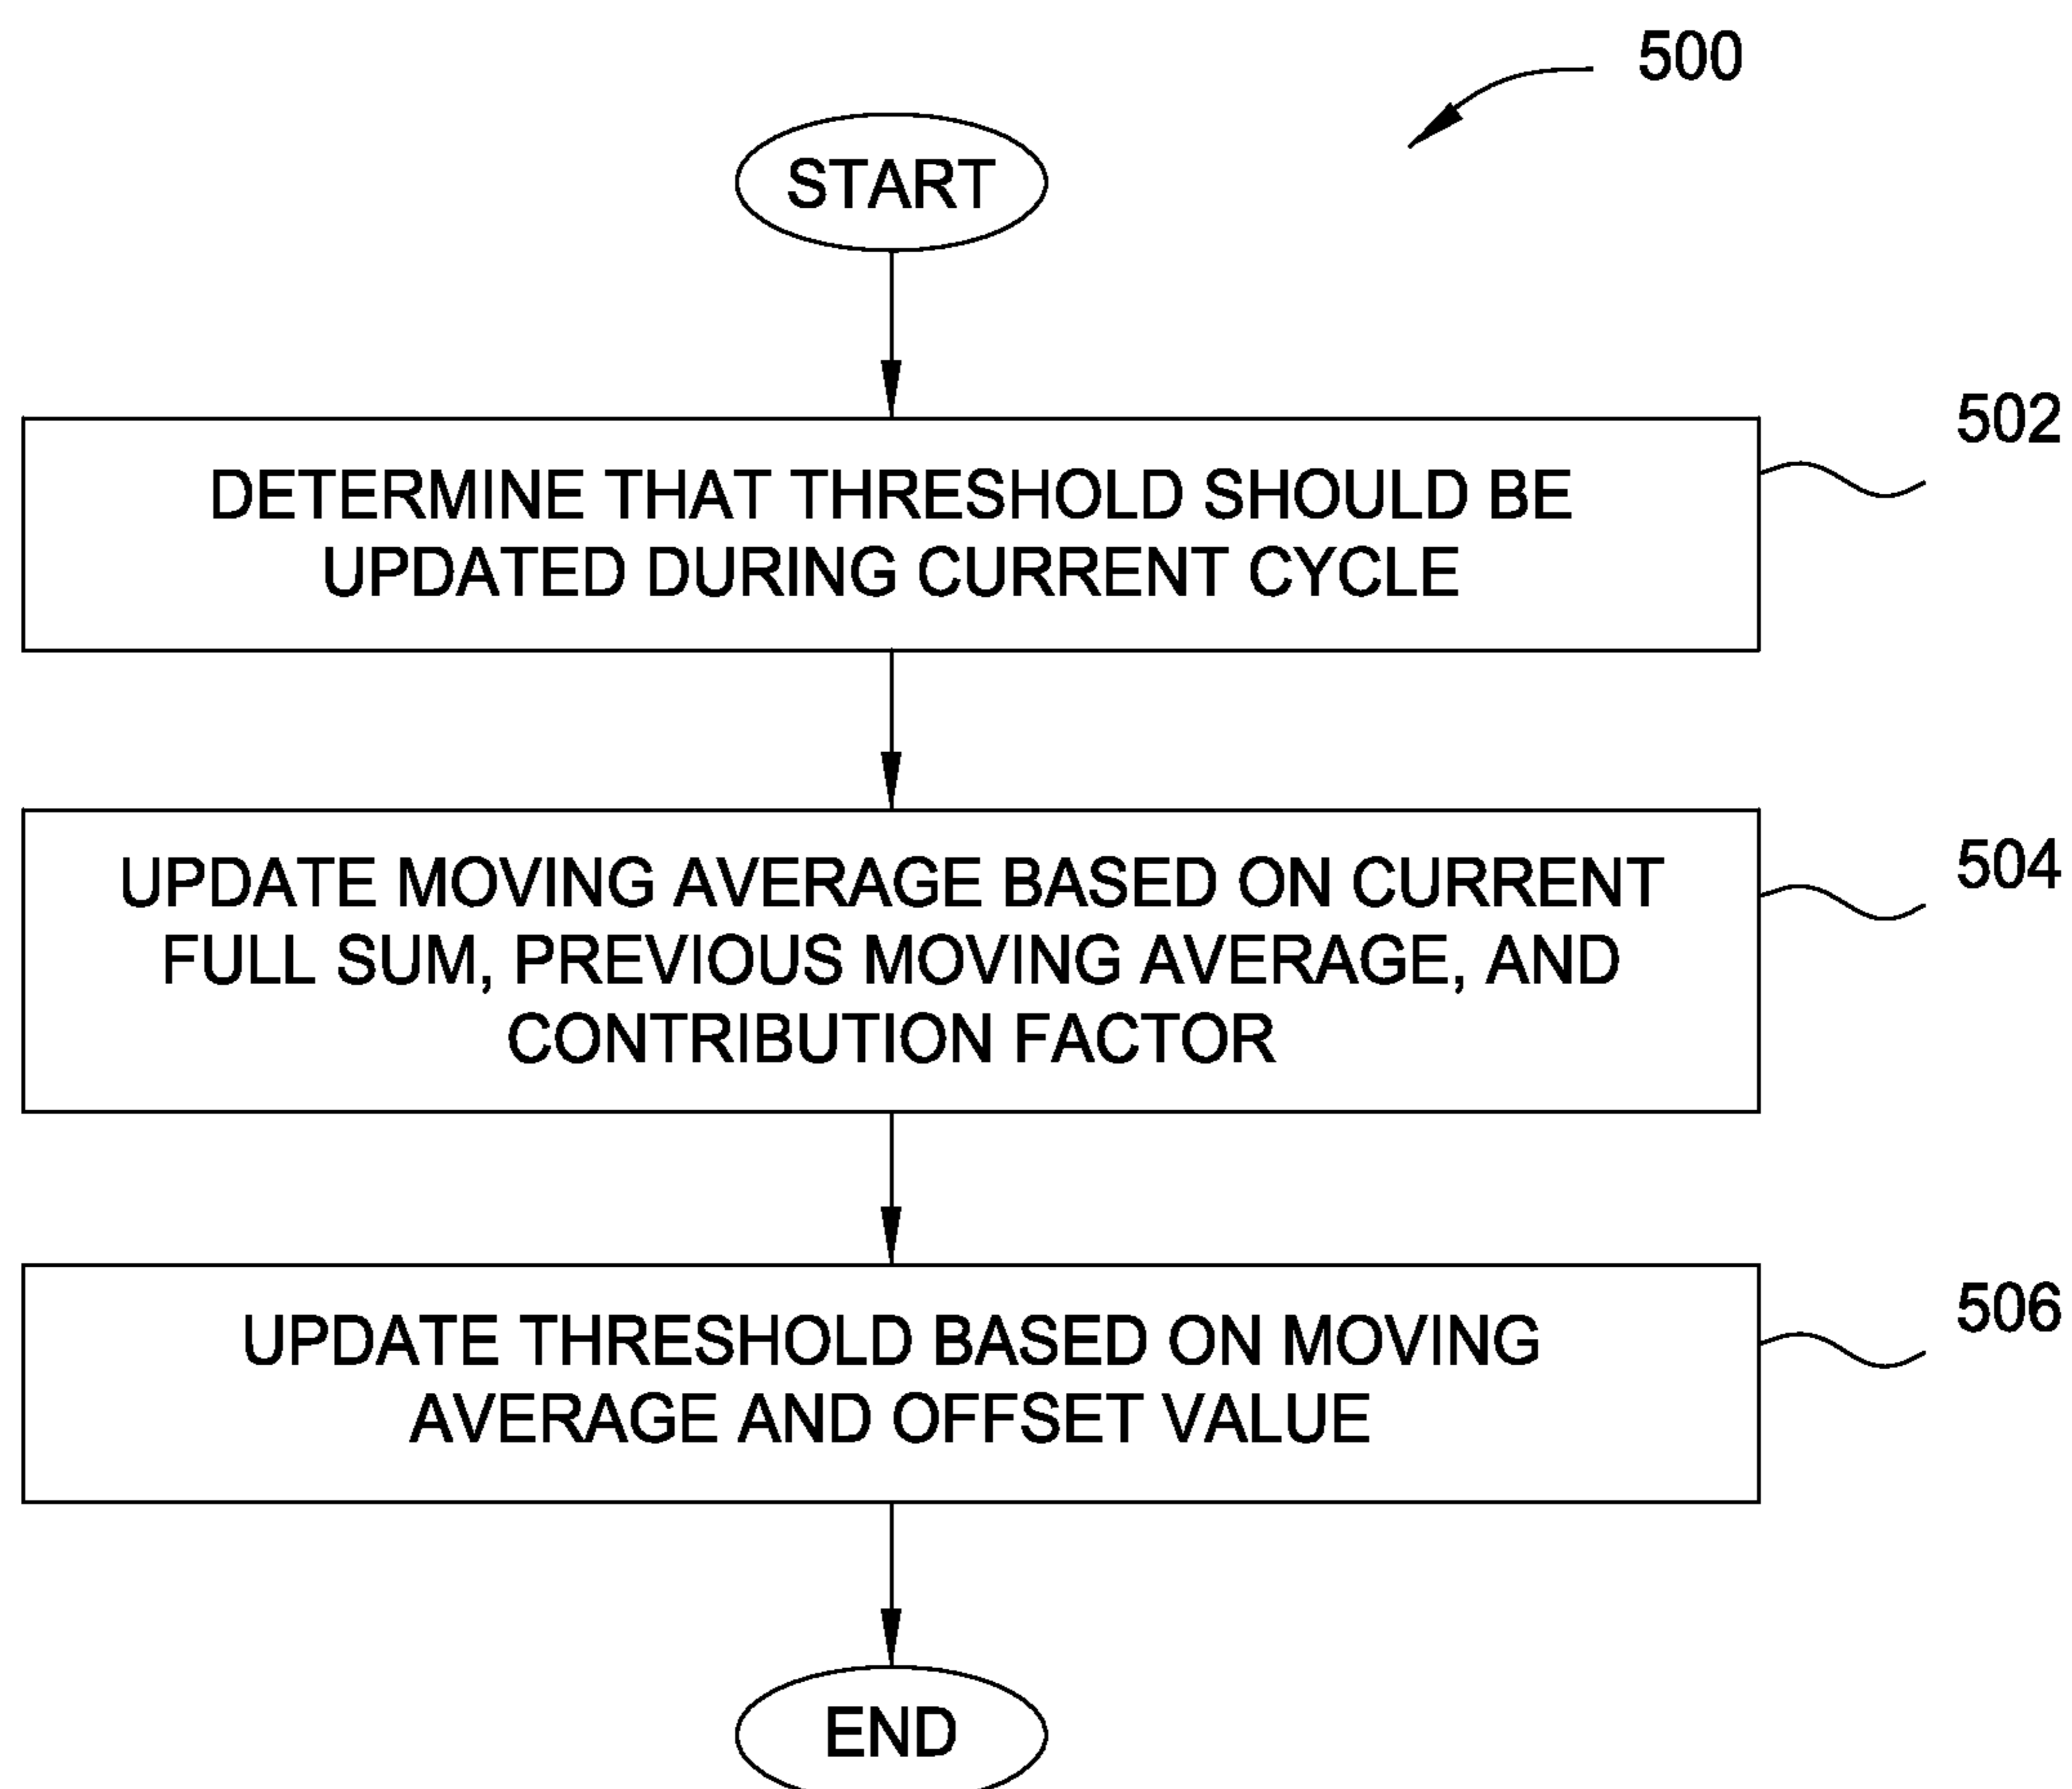 500
START
502
DETERMINE THAT THRESHOLD SHOULD BE
UPDATED DURING CURRENT CYCLE
504
UPDATE MOVING AVERAGE BASED ON CURRENT
FULL SUM, PREVIOUS MOVING AVERAGE, AND
CONTRIBUTION FACTOR
506
UPDATE THRESHOLD BASED ON MOVING
AVERAGE AND OFFSET VALUE
END